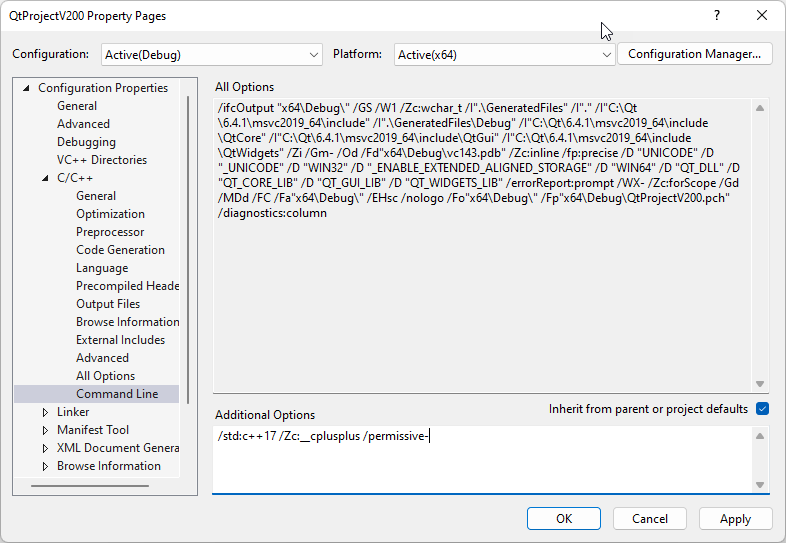 QtProjectV200 Property Pages
? 
Configuration: Active(Debug) Platform: Active(x64) Configuration Manager...
Configuration Properties
General
Advanced
Debugging
VC++ Directories
C/C++
General
Optimization
Preprocessor
Code Generation
Language
Precompiled Heade
Output Files
Browse Information
External Includes
Advanced
All Options
Command Line
Linker
Manifest Tool
XML Document Genera
Browse Information
All Options
/ifcOutput "x64\Debug\" /GS /W1 /Zc:wchar_t /I".\GeneratedFiles" /I"." /I"C:\Qt
\6.4.1\msvc2019_64\include" /I".\GeneratedFiles\Debug" /I"C:\Qt\6.4.1\msvc2019_64\include
\QtCore" /I"C:\Qt\6.4.1\msvc2019_64\include\QtGui" /I"C:\Qt\6.4.1\msvc2019_64\include
\QtWidgets" /Zi /Gm- /Od /Fd"x64\Debug\vc143.pdb" /Zc:inline /fp:precise /D "UNICODE" /D
"_UNICODE" /D "WIN32" /D "_ENABLE_EXTENDED_ALIGNED_STORAGE" /D "WIN64" /D "QT_DLL" /D
"QT_CORE_LIB" /D "QT_GUI_LIB" /D "QT_WIDGETS_LIB" /errorReport:prompt /WX- /Zc:forScope /Gd
/MDd /FC /Fa"x64\Debug\" /EHsc /nologo /Fo"x64\Debug\" /Fp"x64\Debug\QtProjectV200.pch"
/diagnostics:column
Additional Options
Inherit from parent or project defaults
/std:c++17 /Zc:__cplusplus /permissive-
OK Cancel Apply